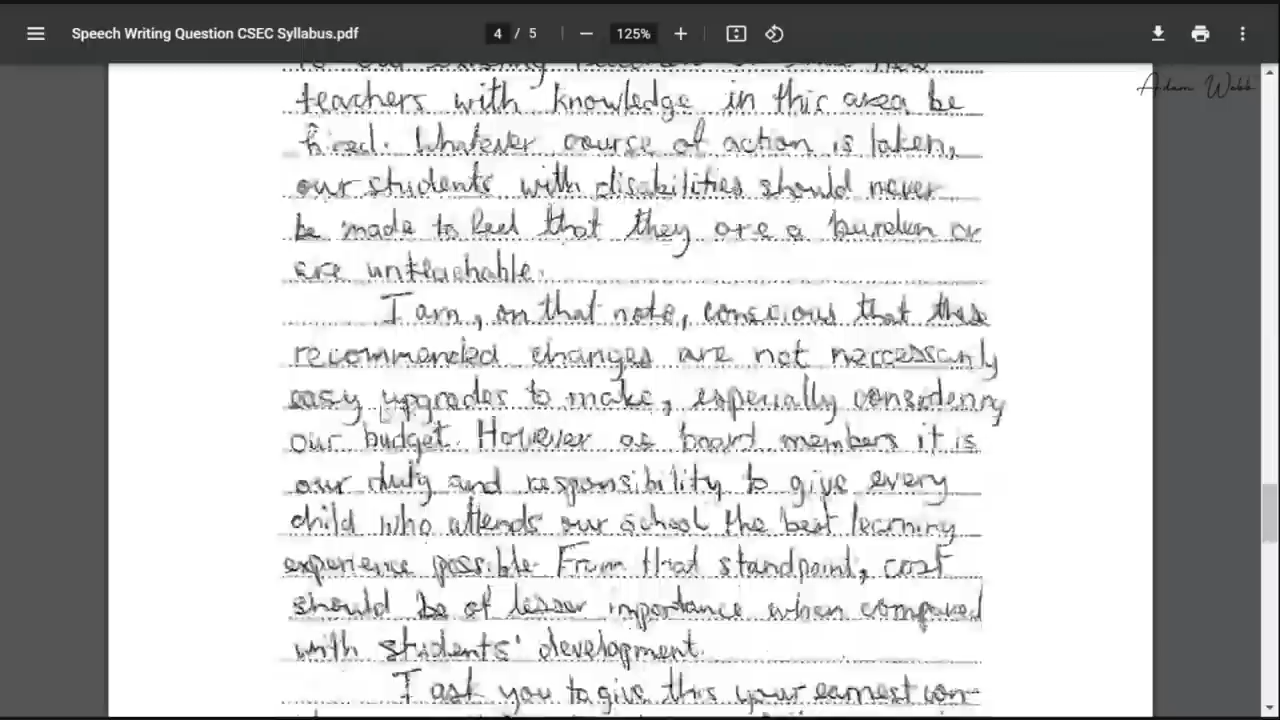 Speech Writing Question CSEC Syllabus.pdf
4 / 5
125%
Adam Webb
teachers with knowledge in this area be
hired. Whatever course of action is taken,
our students with disabilities should never
be made to feel that they are a burden or
are unteachable.
I am, on that note, conscious that these
recommended changes are not neccessarily
easy upgrades to make, especially considering
our budget. However as board members it is
our duty and responsibility to give every
child who attends our school the best learning
experience possible. From that standpoint, cost
should be of lesser importance when compared
with students' development.
I ask you to give this your earnest con-